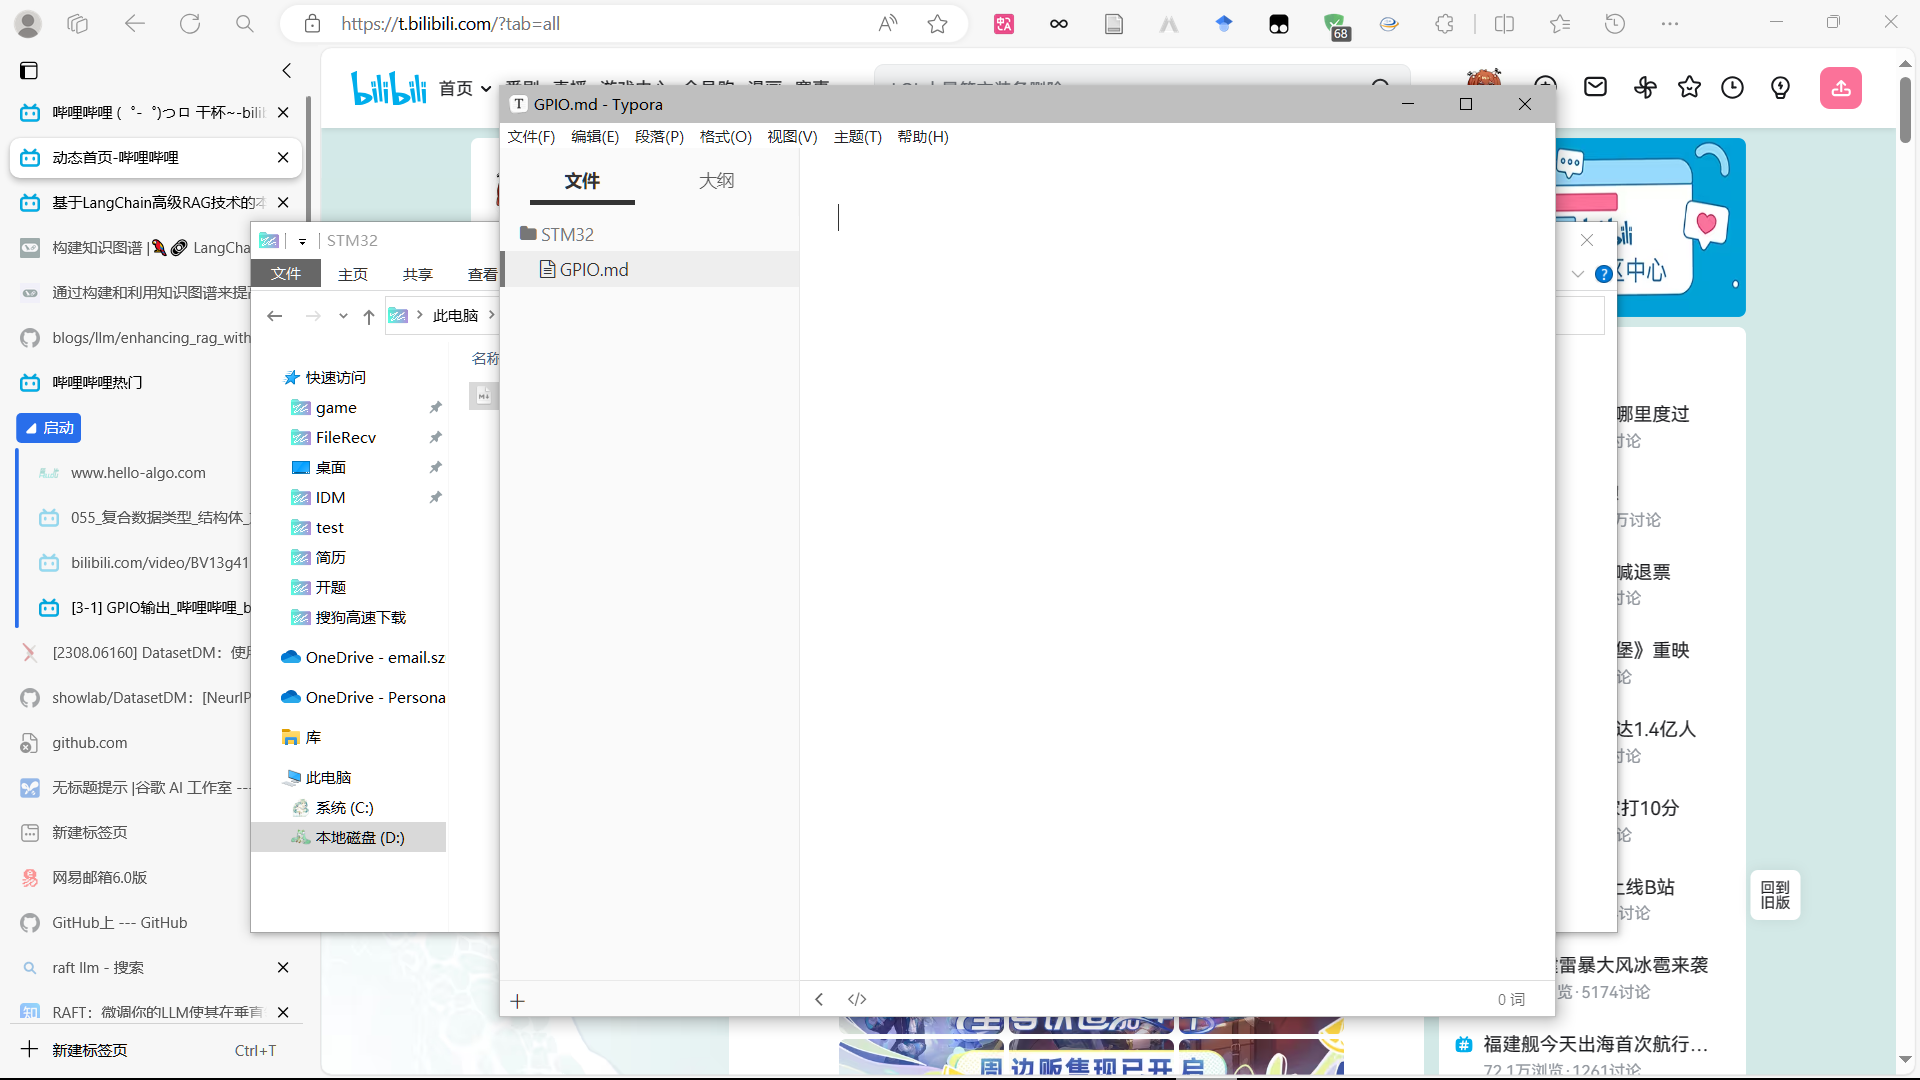 https://t.bilibili.com/?tab=all
68
哔哩哔哩 (゜-゜)つロ 干杯~-bili
动态首页-哔哩哔哩
基于LangChain高级RAG技术的本
构建知识图谱 | LangCha
通过构建和利用知识图谱来提高
blogs/llm/enhancing_rag_with
哔哩哔哩热门
启动
www.hello-algo.com
055_复合数据类型_结构体_
bilibili.com/video/BV13g41
[3-1] GPIO输出_哔哩哔哩_b
[2308.06160] DatasetDM：使用
showlab/DatasetDM：[NeurIP
github.com
无标题提示 |谷歌 AI 工作室 ---
新建标签页
网易邮箱6.0版
GitHub上 --- GitHub
raft llm - 搜索
RAFT：微调你的LLM使其在垂直
新建标签页 Ctrl+T
bilibili 首页
STM32
文件 主页 共享 查看
此电脑
名称
快速访问
game
FileRecv
桌面
IDM
test
简历
开题
搜狗高速下载
OneDrive - email.sz
OneDrive - Persona
库
此电脑
系统 (C:)
本地磁盘 (D:)
GPIO.md - Typora
文件(F) 编辑(E) 段落(P) 格式(O) 视图(V) 主题(T) 帮助(H)
文件 大纲
STM32
GPIO.md
0 词
区中心
哪里度过
讨论
万讨论
喊退票
讨论
堡》重映
论
达1.4亿人
讨论
打10分
论
上线B站
讨论
雷暴大风冰雹来袭
览·5174讨论
福建舰今天出海首次航行...
72.1万浏览·1261讨论
回到
旧版
周边贩售现已开启